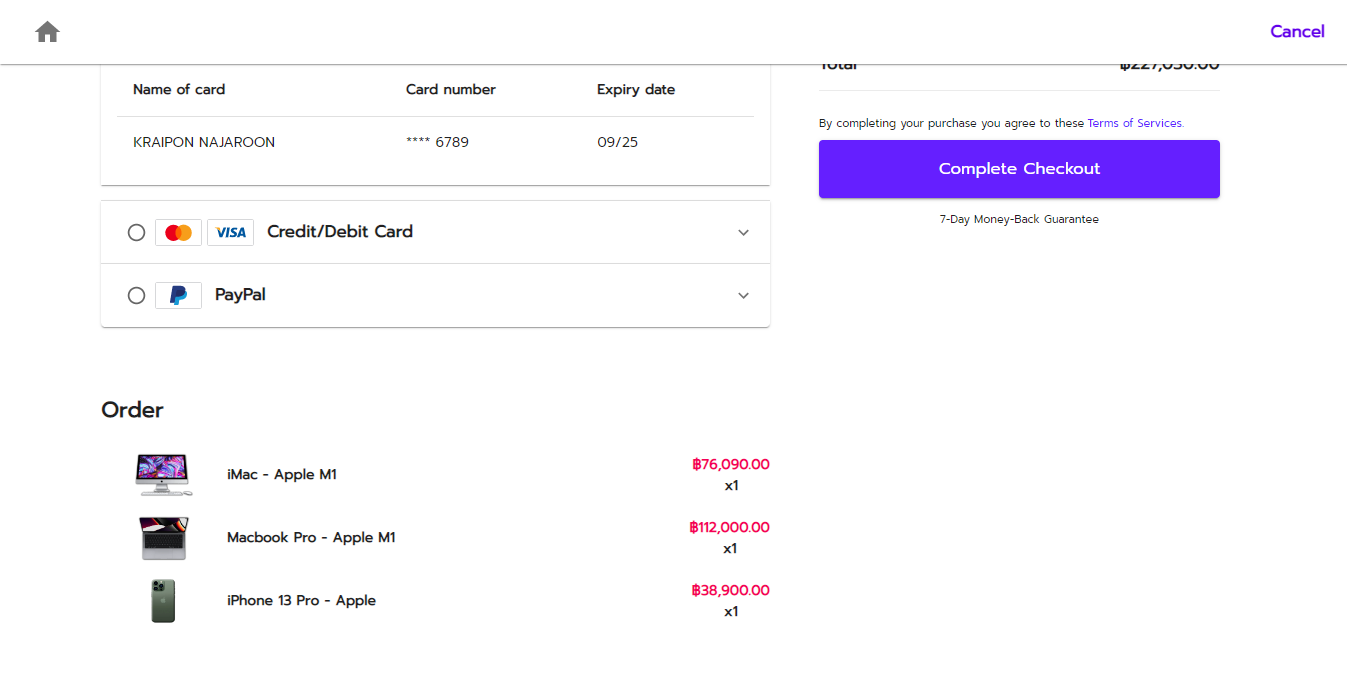 Cancel
Total ฿227,030.00
Name of card Card number Expiry date
KRAIPON NAJAROON **** 6789 09/25
By completing your purchase you agree to these Terms of Services.
Complete Checkout
7-Day Money-Back Guarantee
VISA Credit/Debit Card
PayPal
Order
iMac - Apple M1
฿76,090.00
x1
Macbook Pro - Apple M1
฿112,000.00
x1
iPhone 13 Pro - Apple
฿38,900.00
x1